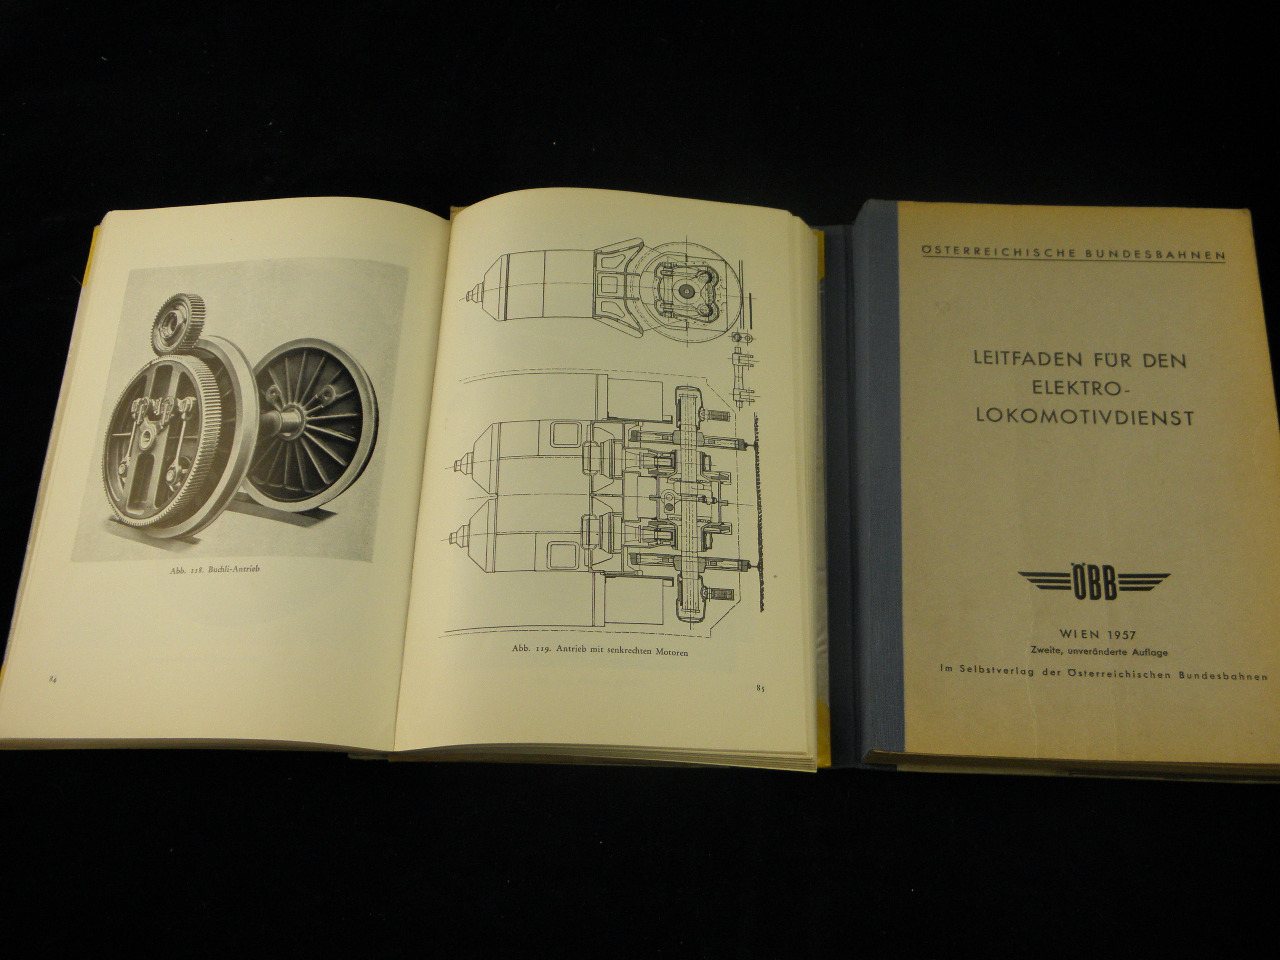 Abb. 118. Buchli-Antrieb
84
Abb. 119. Antrieb mit senkrechten Motoren
85
ÖSTERREICHISCHE BUNDESBAHNEN
LEITFADEN FÜR DEN
ELEKTRO-
LOKOMOTIVDIENST
ÖBB
WIEN 1957
Zweite, unveränderte Auflage
Im Selbstverlag der Österreichischen Bundesbahnen